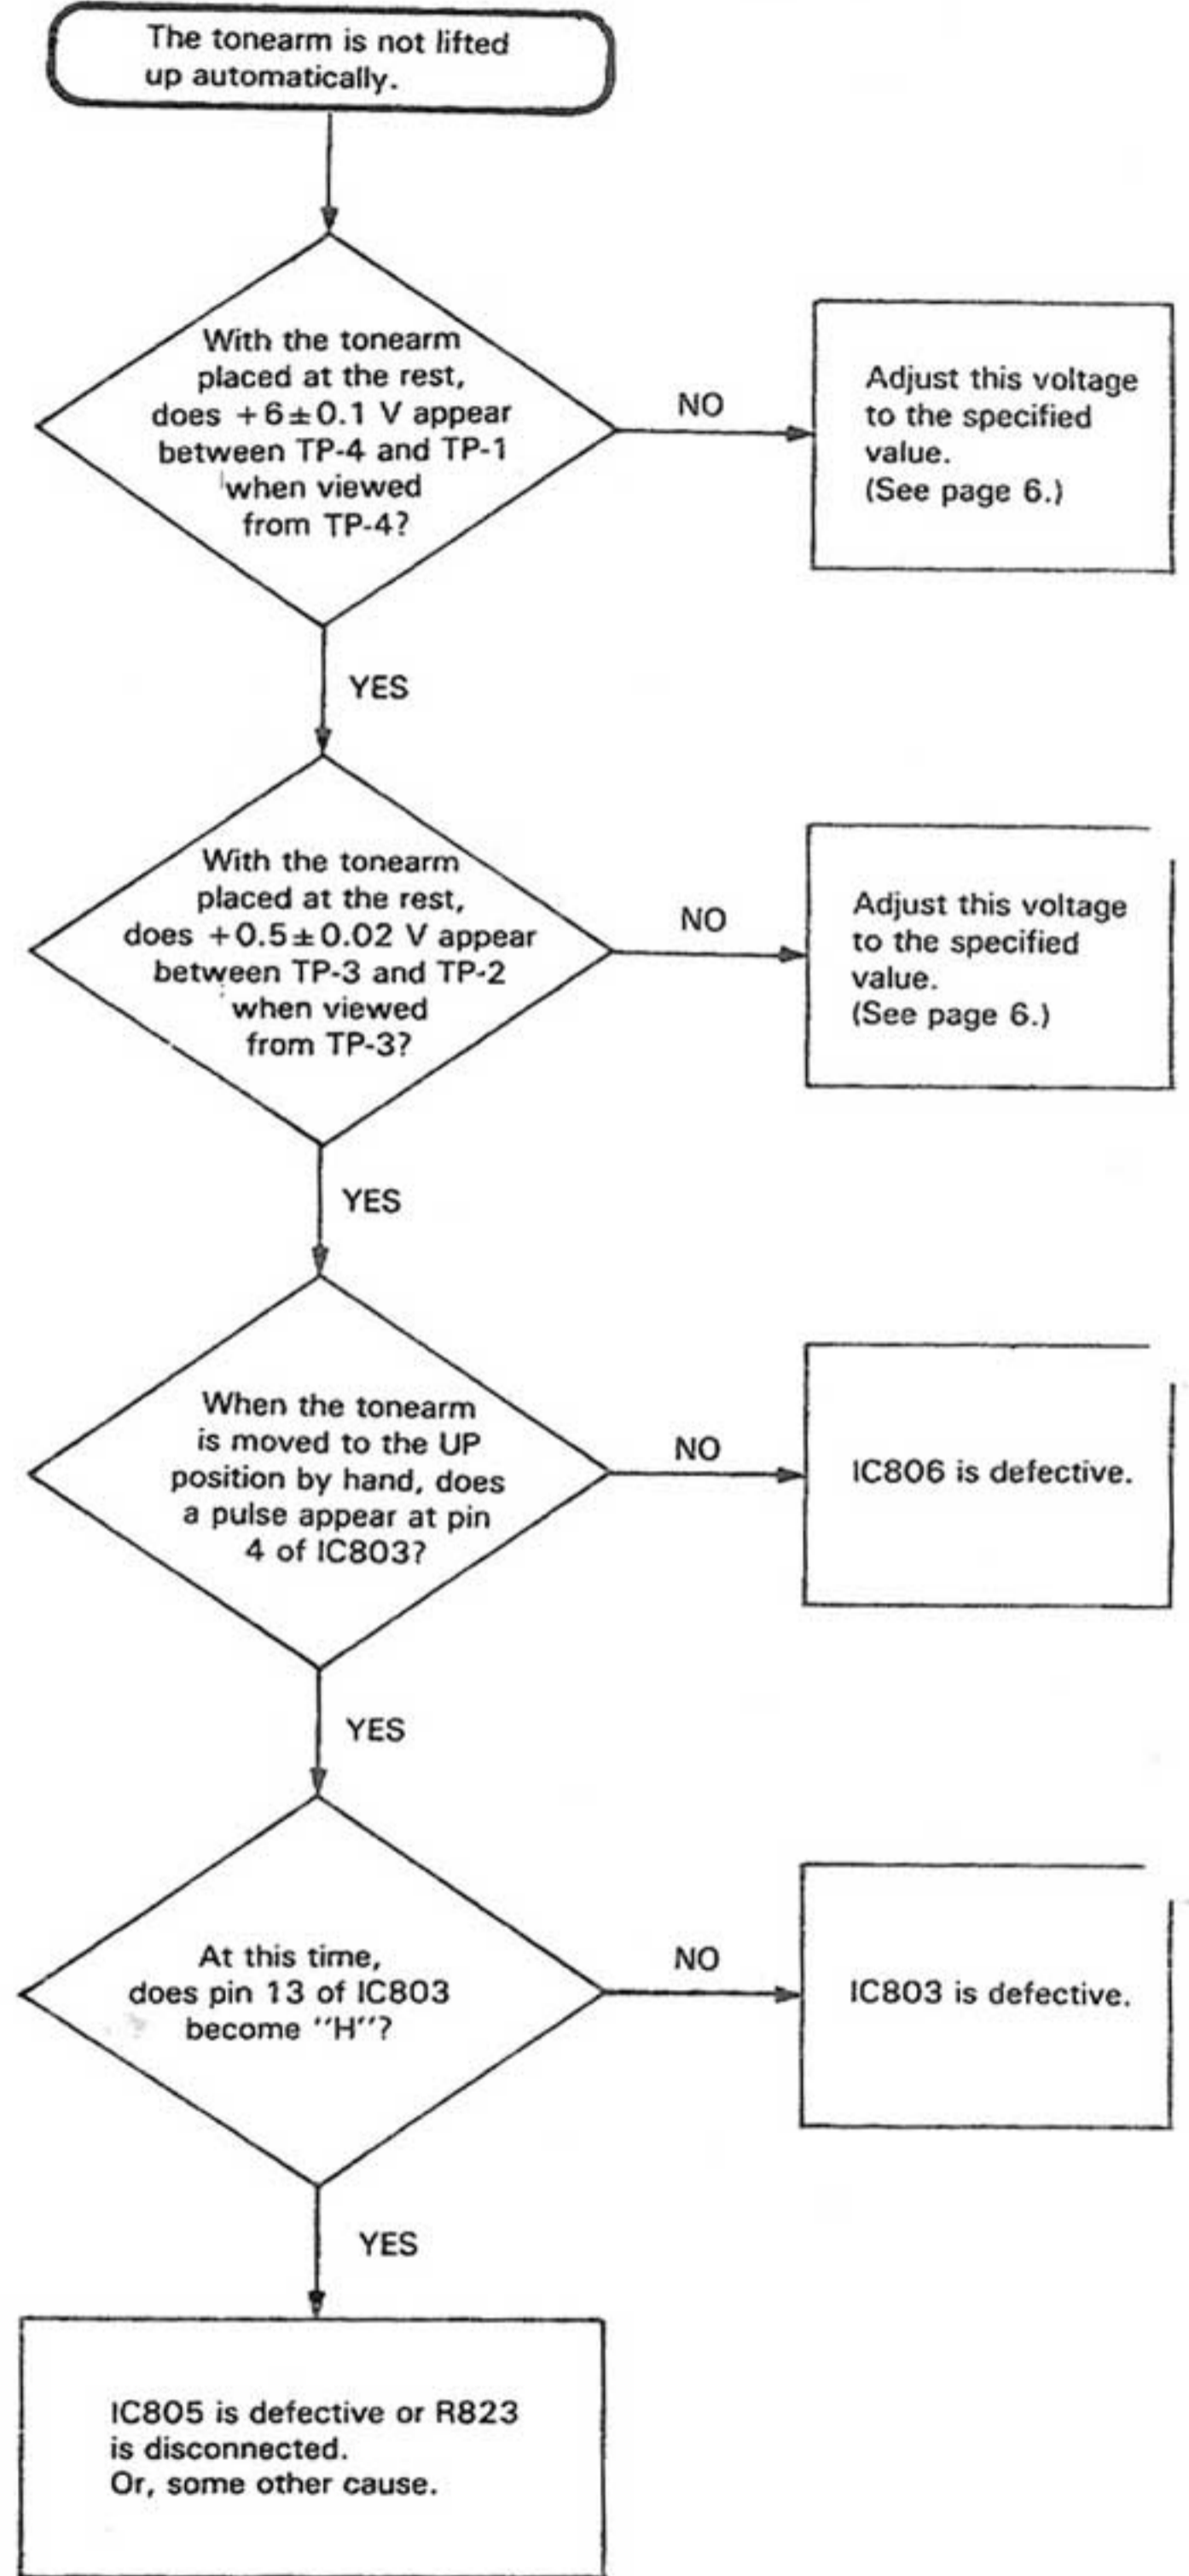 The tonearm is not lifted
up automatically.
With the tonearm
placed at the rest,
does +6±0.1 V appear
between TP-4 and TP-1
when viewed
from TP-4?
NO
Adjust this voltage
to the specified
value.
(See page 6.)
YES
With the tonearm
placed at the rest,
does +0.5±0.02 V appear
between TP-3 and TP-2
when viewed
from TP-3?
NO
Adjust this voltage
to the specified
value.
(See page 6.)
YES
When the tonearm
is moved to the UP
position by hand, does
a pulse appear at pin
4 of IC803?
NO
IC806 is defective.
YES
At this time,
does pin 13 of IC803
become "H"?
NO
IC803 is defective.
YES
IC805 is defective or R823
is disconnected.
Or, some other cause.